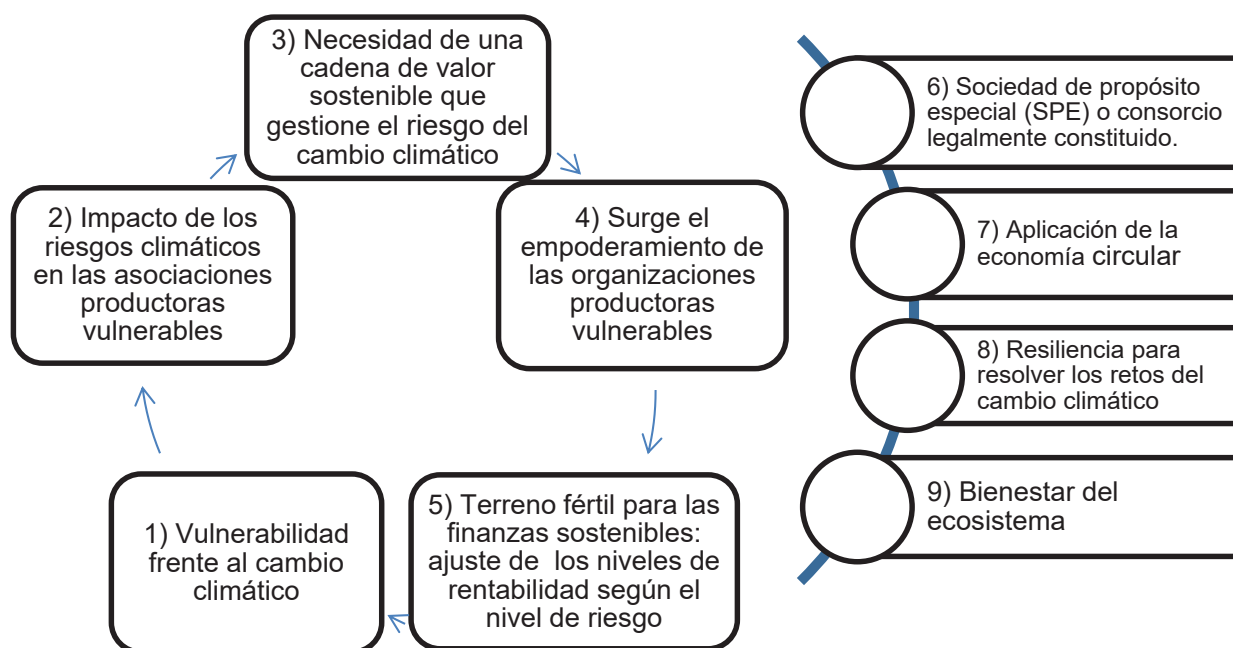 3) Necesidad de una
cadena de valor
sostenible que
gestione el riesgo del
cambio climático
2) Impacto de los
riesgos climáticos
en las asociaciones
productoras
vulnerables
4) Surge el
empoderamiento de
las organizaciones
productoras
vulnerables
1) Vulnerabilidad
frente al cambio
climático
5) Terreno fértil para las
finanzas sostenibles:
ajuste de los niveles de
rentabilidad según el
nivel de riesgo
6) Sociedad de propósito
especial (SPE) o consorcio
legalmente constituido.
7) Aplicación de la
economía circular
8) Resiliencia para
resolver los retos del
cambio climático
9) Bienestar del
ecosistema